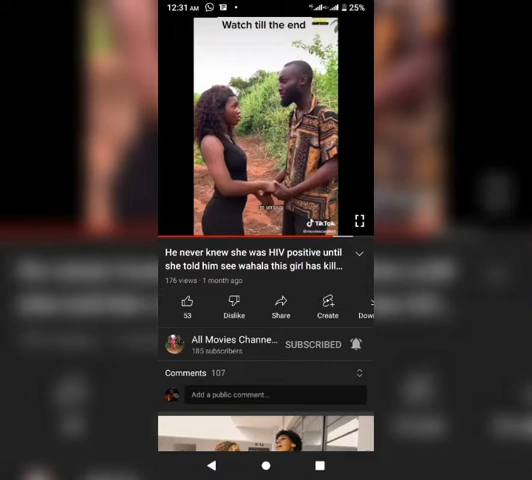 12:31 AM
25%
Watch till the end
TikTok
He never knew she was HIV positive until
she told him see wahala this girl has kill...
176 views · 1 month ago
53
Dislike
Share
Create
Down
All Movies Channe...
185 subscribers
SUBSCRIBED
Comments 107
Add a public comment...